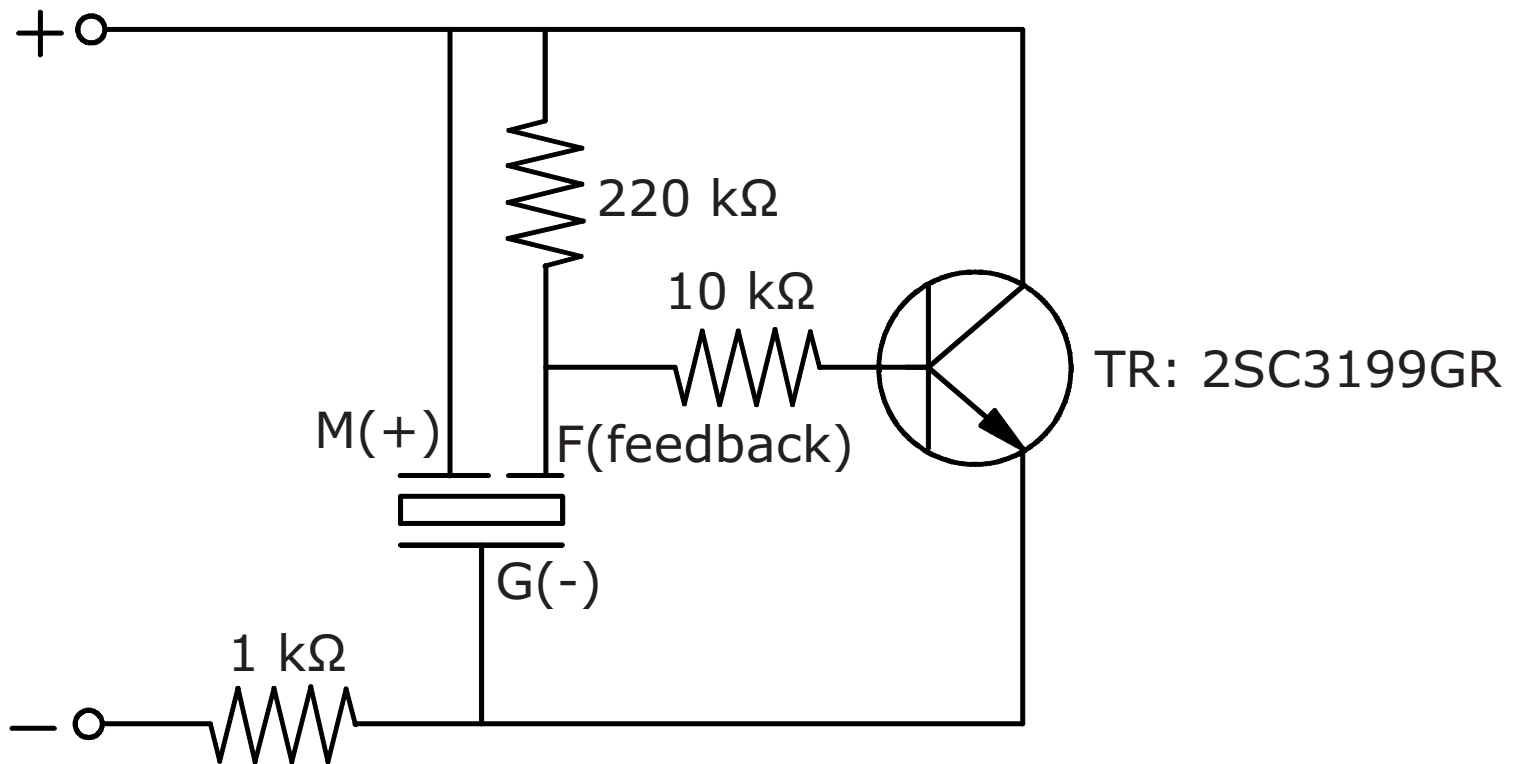 +
220 kΩ
10 kΩ
TR: 2SC3199GR
M(+)
F(feedback)
G(-)
1 kΩ
−